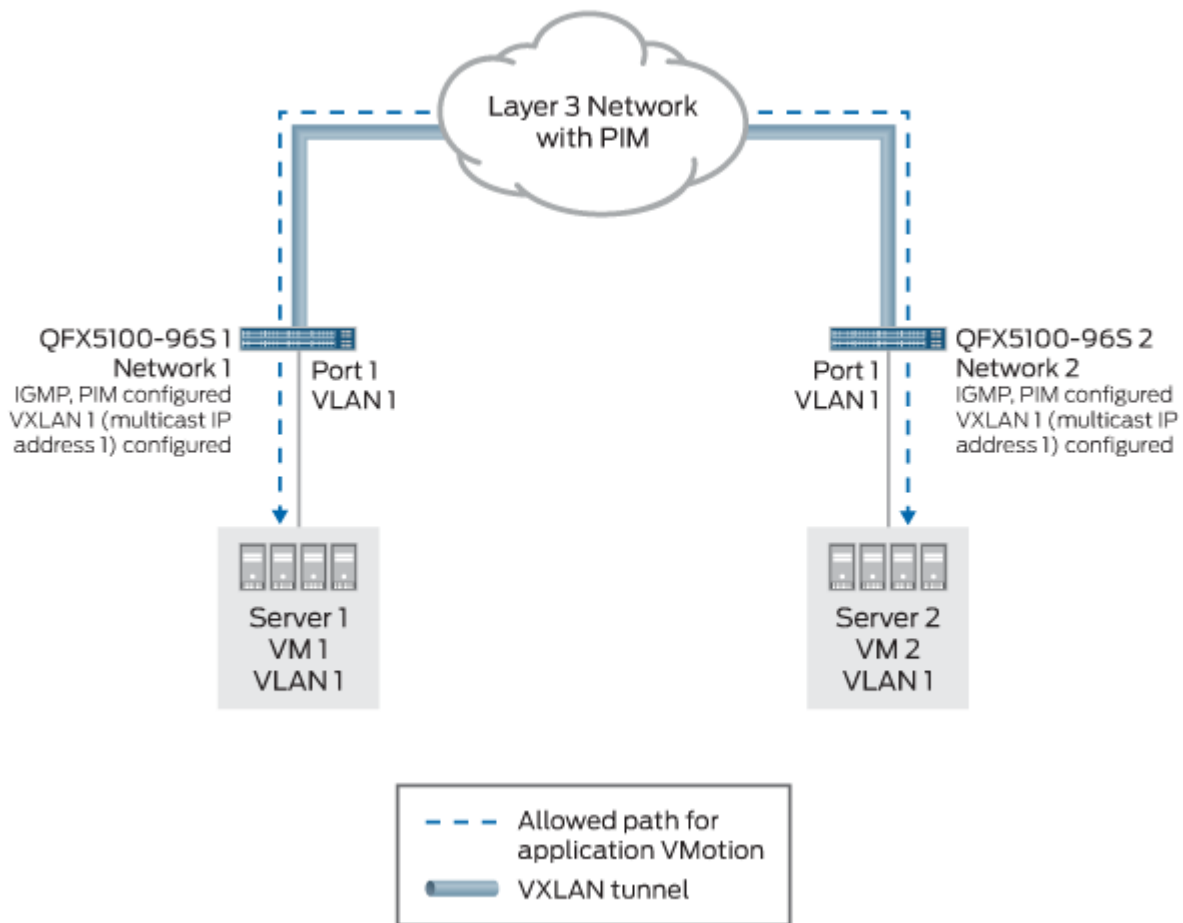 Layer 3 Network
with PIM
QFX5100-96S 1
Network 1
IGMP, PIM configured
VXLAN 1 (multicast IP
address 1) configured
Port 1
VLAN 1
Port 1
VLAN 1
QFX5100-96S 2
Network 2
IGMP, PIM configured
VXLAN 1 (multicast IP
address 1) configured
Server 1
VM 1
VLAN 1
Server 2
VM 2
VLAN 1
Allowed path for
application VMotion
VXLAN tunnel